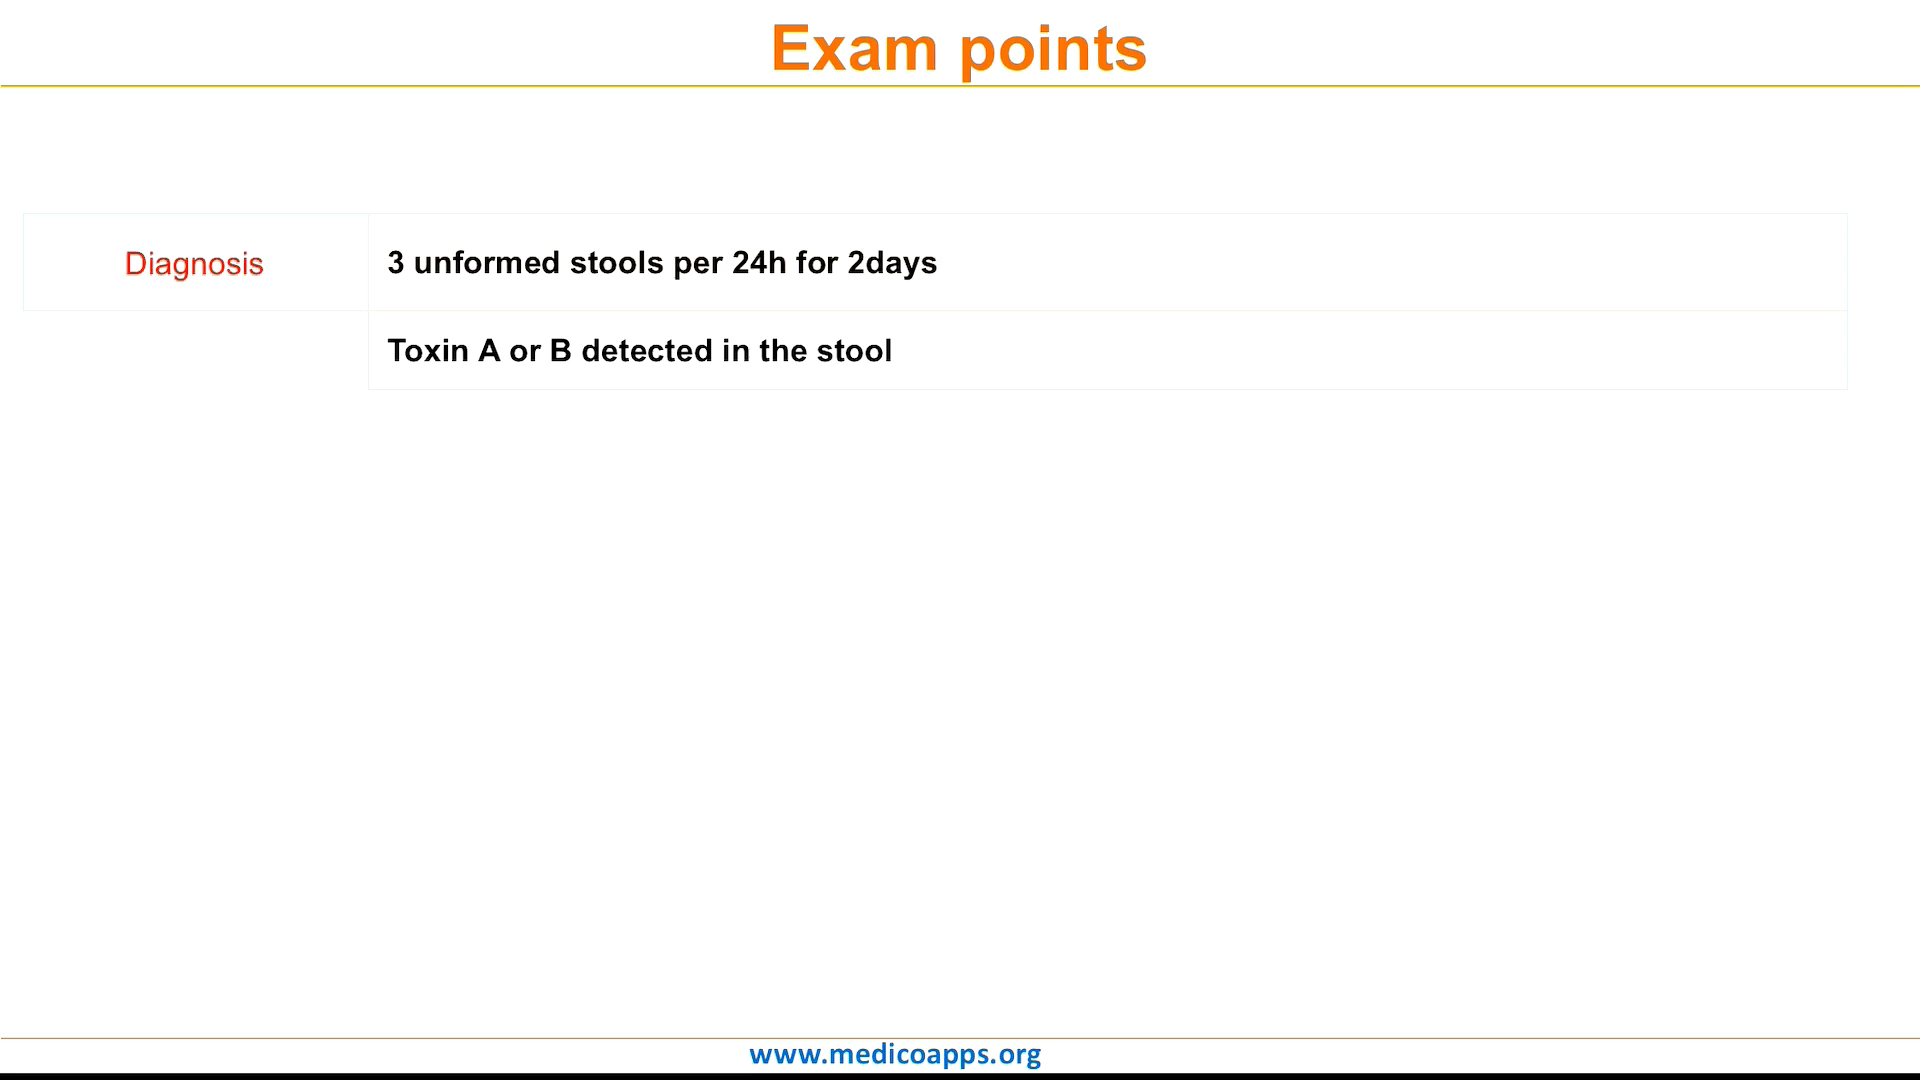 Exam points
Diagnosis
3 unformed stools per 24h for 2days
Toxin A or B detected in the stool
www.medicoapps.org